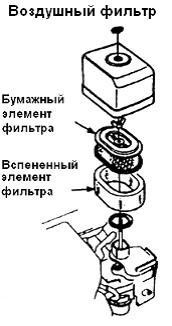 Воздушный фильтр
Бумажный
элемент
фильтра
Вспененный
элемент
фильтра